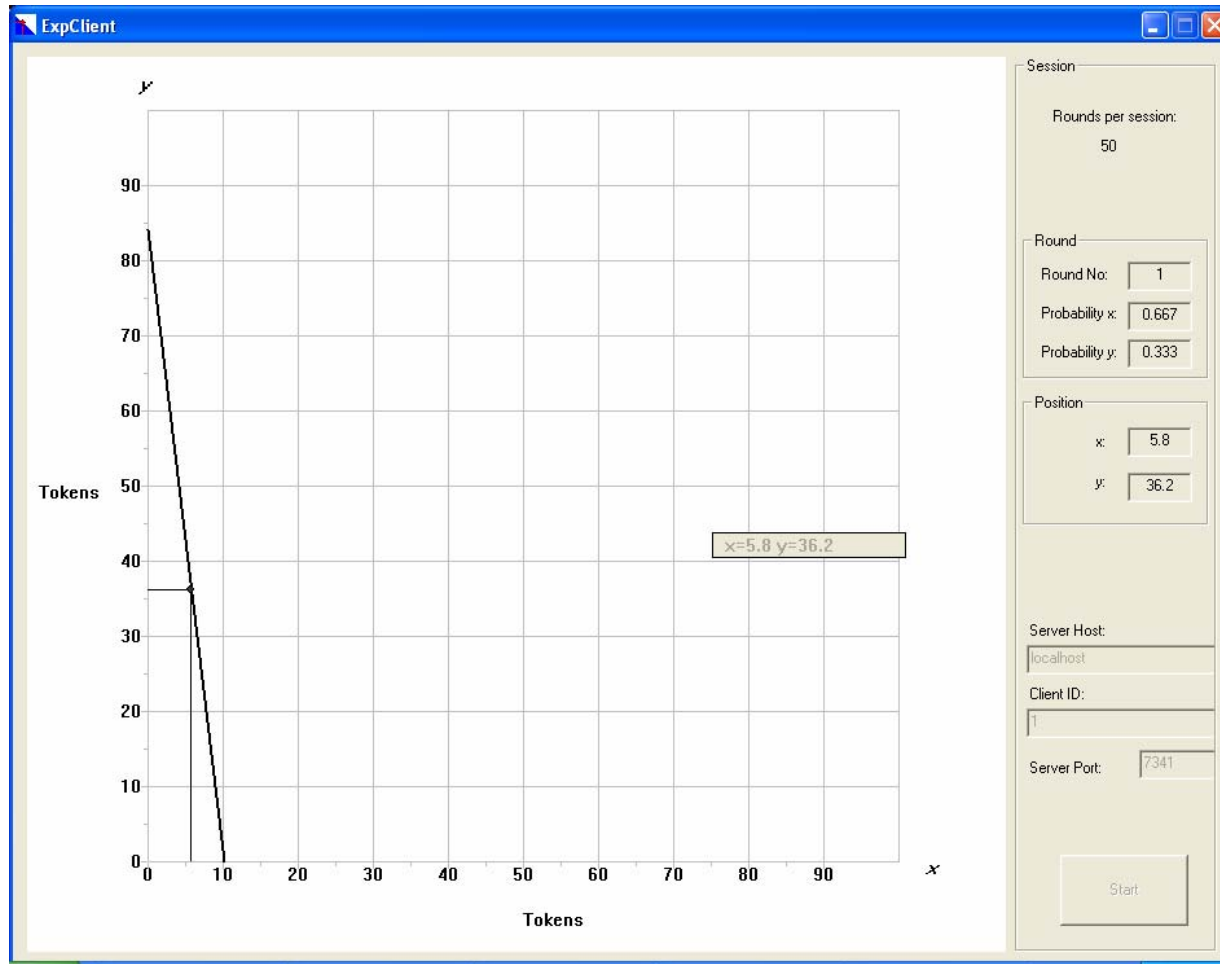 ExpClient
y
90
80
70
60
50
40
30
20
10
0
Tokens
0 10 20 30 40 50 60 70 80 90
x
Tokens
x=5.8 y=36.2
Session
Rounds per session:
50
Round
Round No: 1
Probability x: 0.667
Probability y: 0.333
Position
x: 5.8
y: 36.2
Server Host:
localhost
Client ID:
1
Server Port: 7341
Start